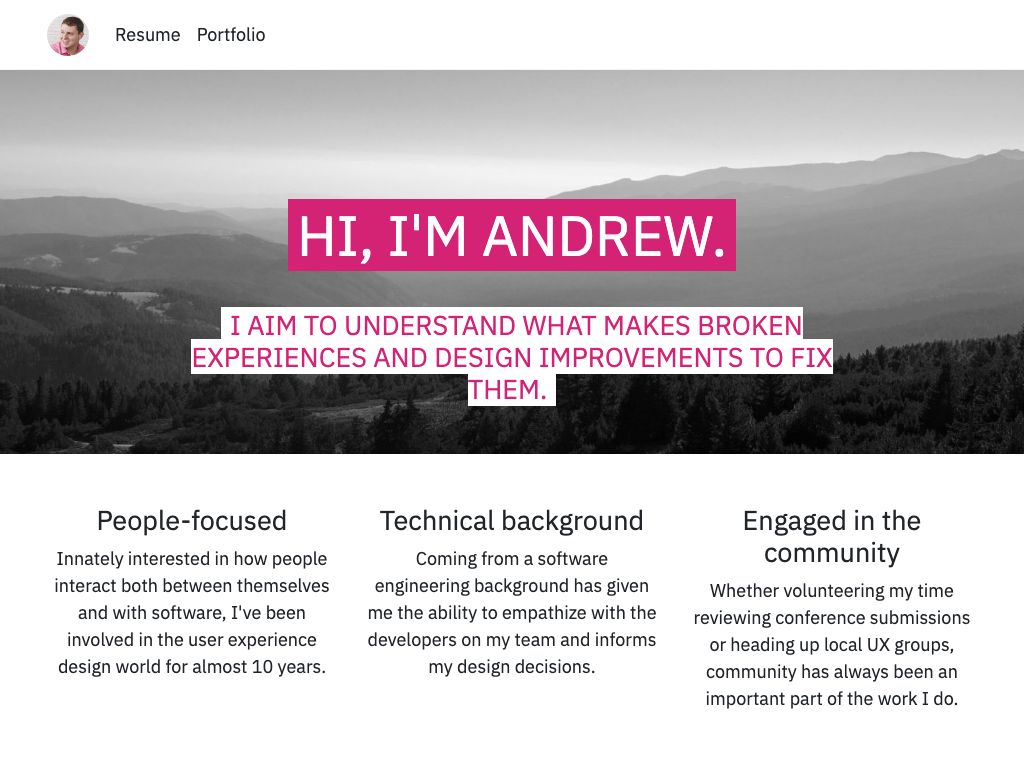 Resume Portfolio
HI, I'M ANDREW.
I AIM TO UNDERSTAND WHAT MAKES BROKEN
EXPERIENCES AND DESIGN IMPROVEMENTS TO FIX
THEM.
People-focused
Innately interested in how people
interact both between themselves
and with software, I've been
involved in the user experience
design world for almost 10 years.
Technical background
Coming from a software
engineering background has given
me the ability to empathize with the
developers on my team and informs
my design decisions.
Engaged in the
community
Whether volunteering my time
reviewing conference submissions
or heading up local UX groups,
community has always been an
important part of the work I do.